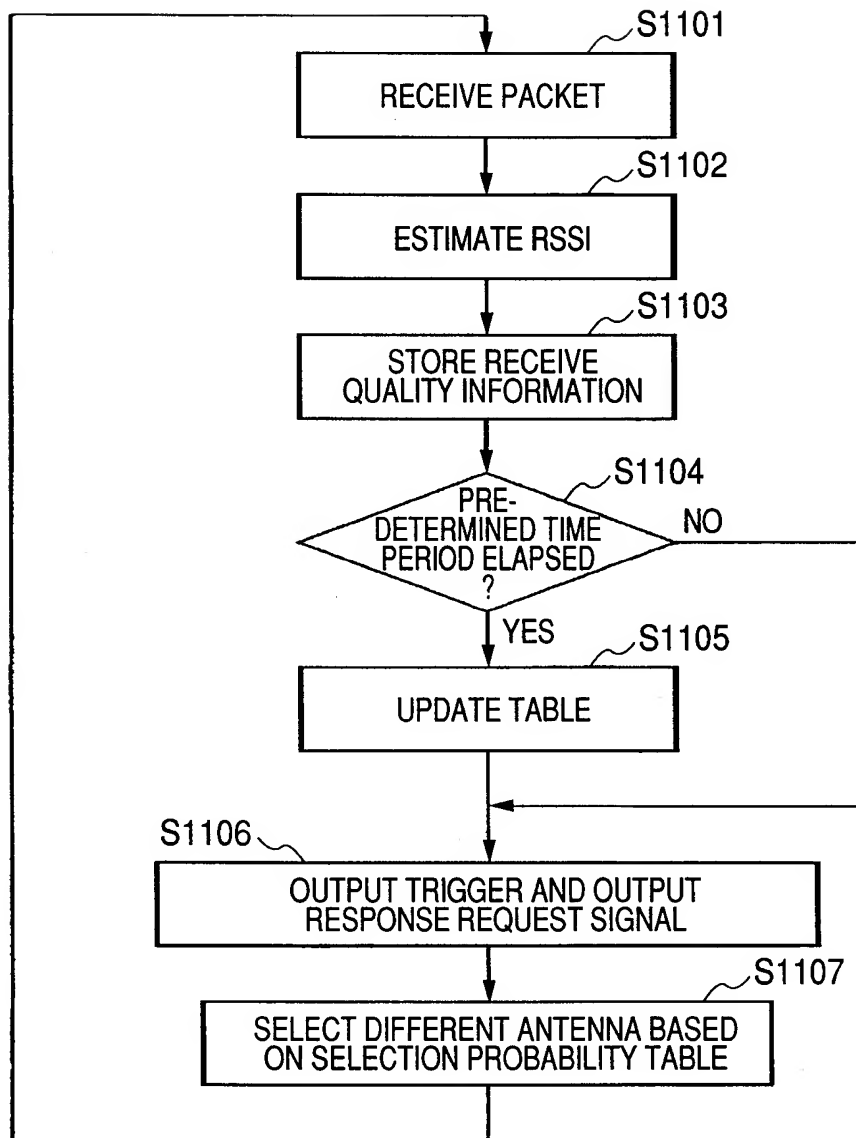 S1101
RECEIVE PACKET
S1102
ESTIMATE RSSI
S1103
STORE RECEIVE
QUALITY INFORMATION
S1104
PRE-
DETERMINED TIME
PERIOD ELAPSED
?
NO
YES
S1105
UPDATE TABLE
S1106
OUTPUT TRIGGER AND OUTPUT
RESPONSE REQUEST SIGNAL
S1107
SELECT DIFFERENT ANTENNA BASED
ON SELECTION PROBABILITY TABLE